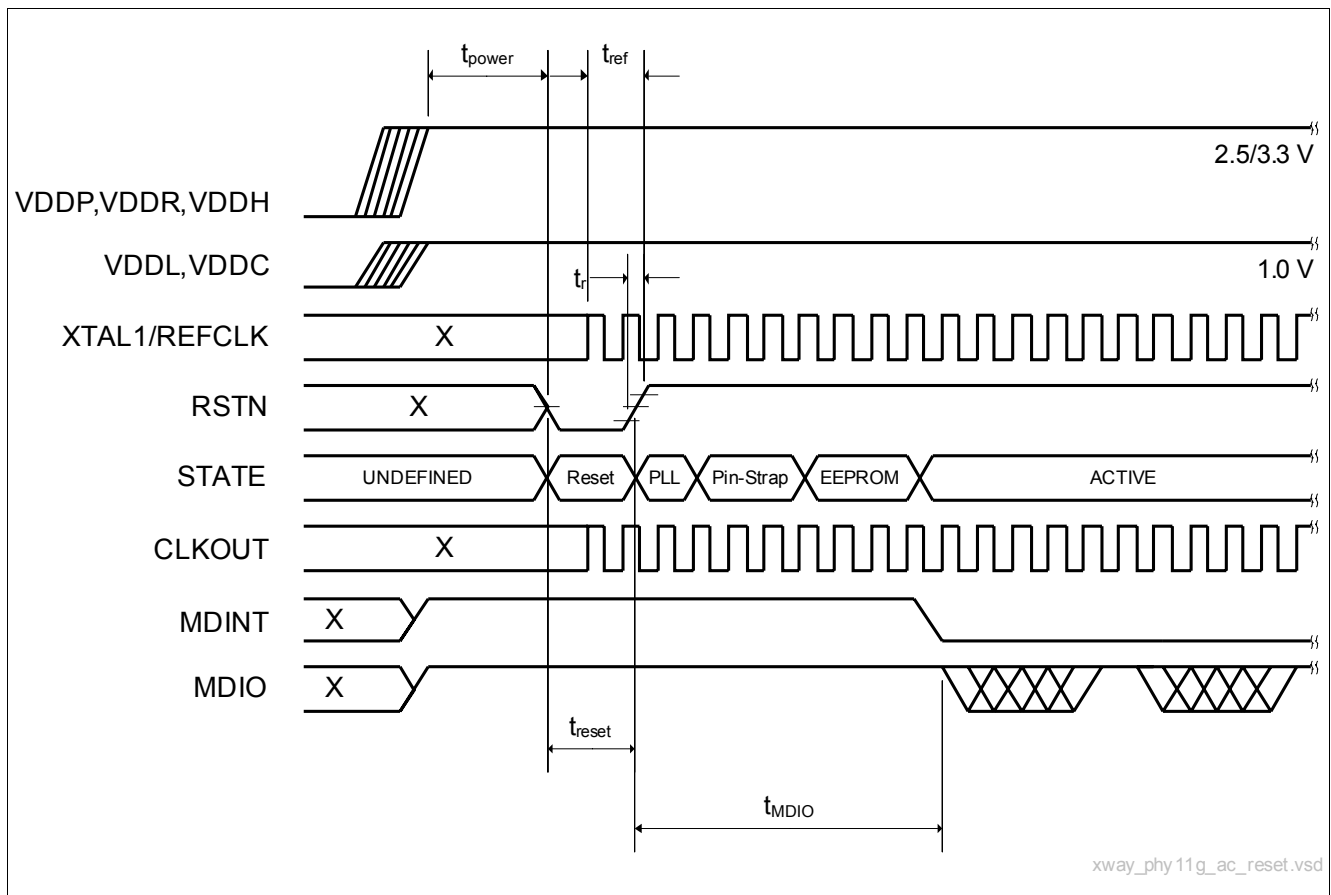 tpower
tref
2.5/3.3 V
VDDP,VDDR,VDDH
VDDL,VDDC
1.0 V
tr
XTAL1/REFCLK
X
RSTN
X
STATE
UNDEFINED
Reset
PLL
Pin-Strap
EEPROM
ACTIVE
CLKOUT
X
MDINT
X
MDIO
X
treset
tMDIO
xway_phy11g_ac_reset.vsd